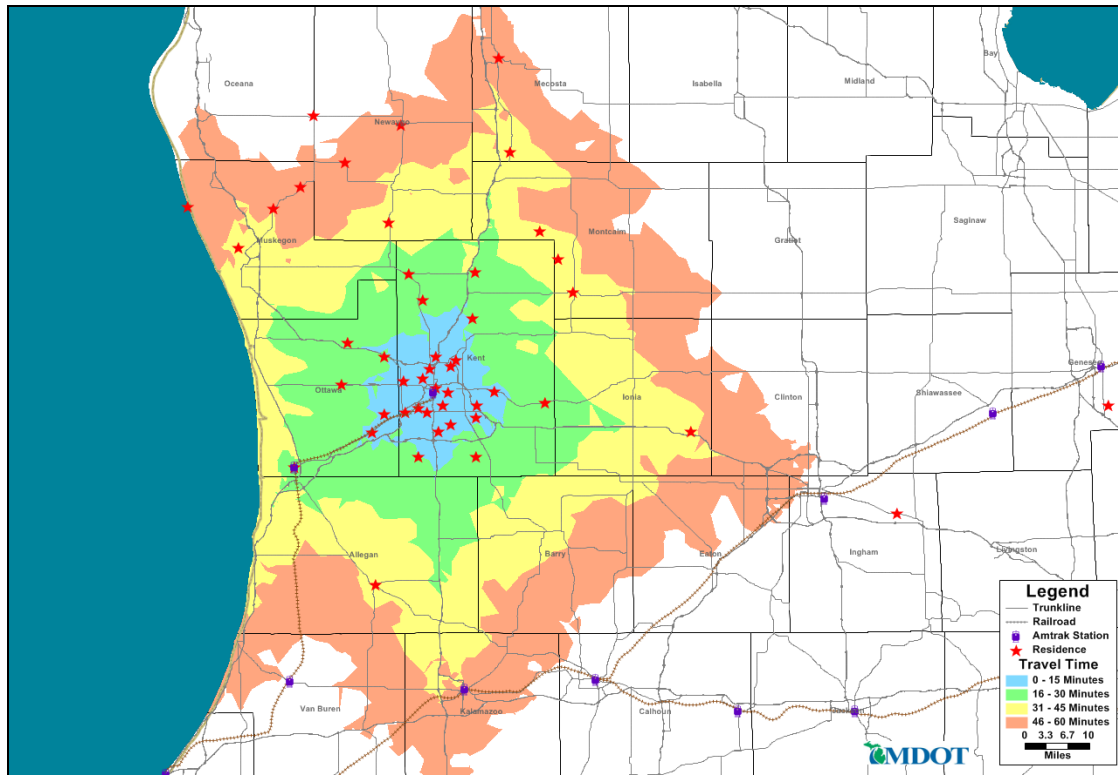 Bay
Oceana
Mecosta
Isabella
Midland
Newaygo
Saginaw
Muskegon
Montcalm
Gratiot
Kent
Genesee
Ottawa
Ionia
Clinton
Shiawassee
Allegan
Barry
Eaton
Ingham
Livingston
Van Buren
Kalamazoo
Calhoun
Jackson
Legend
Trunkline
Railroad
Amtrak Station
Residence
Travel Time
0 - 15 Minutes
16 - 30 Minutes
31 - 45 Minutes
46 - 60 Minutes
0 3.3 6.7 10
Miles
MDOT